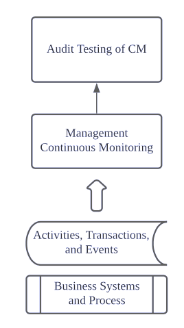 Audit Testing of CM
Management
Continuous Monitoring
Activities, Transactions,
and Events
Business Systems
and Process